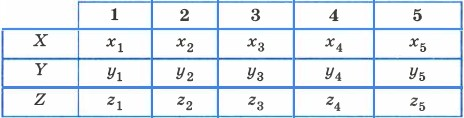 1 2 3 4 5
X x₁ x₂ x₃ x₄ x₅
Y y₁ y₂ y₃ y₄ y₅
Z z₁ z₂ z₃ z₄ z₅